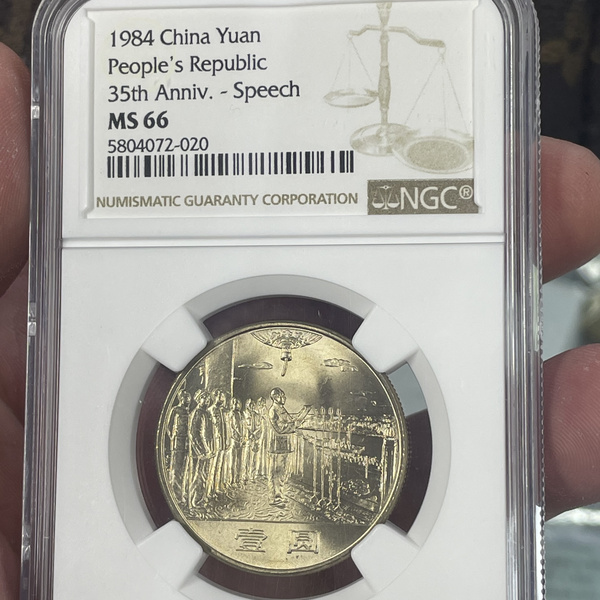 1984 China Yuan
People's Republic
35th Anniv. - Speech
MS 66
5804072-020
NUMISMATIC GUARANTY CORPORATION
NGC®
壹圆